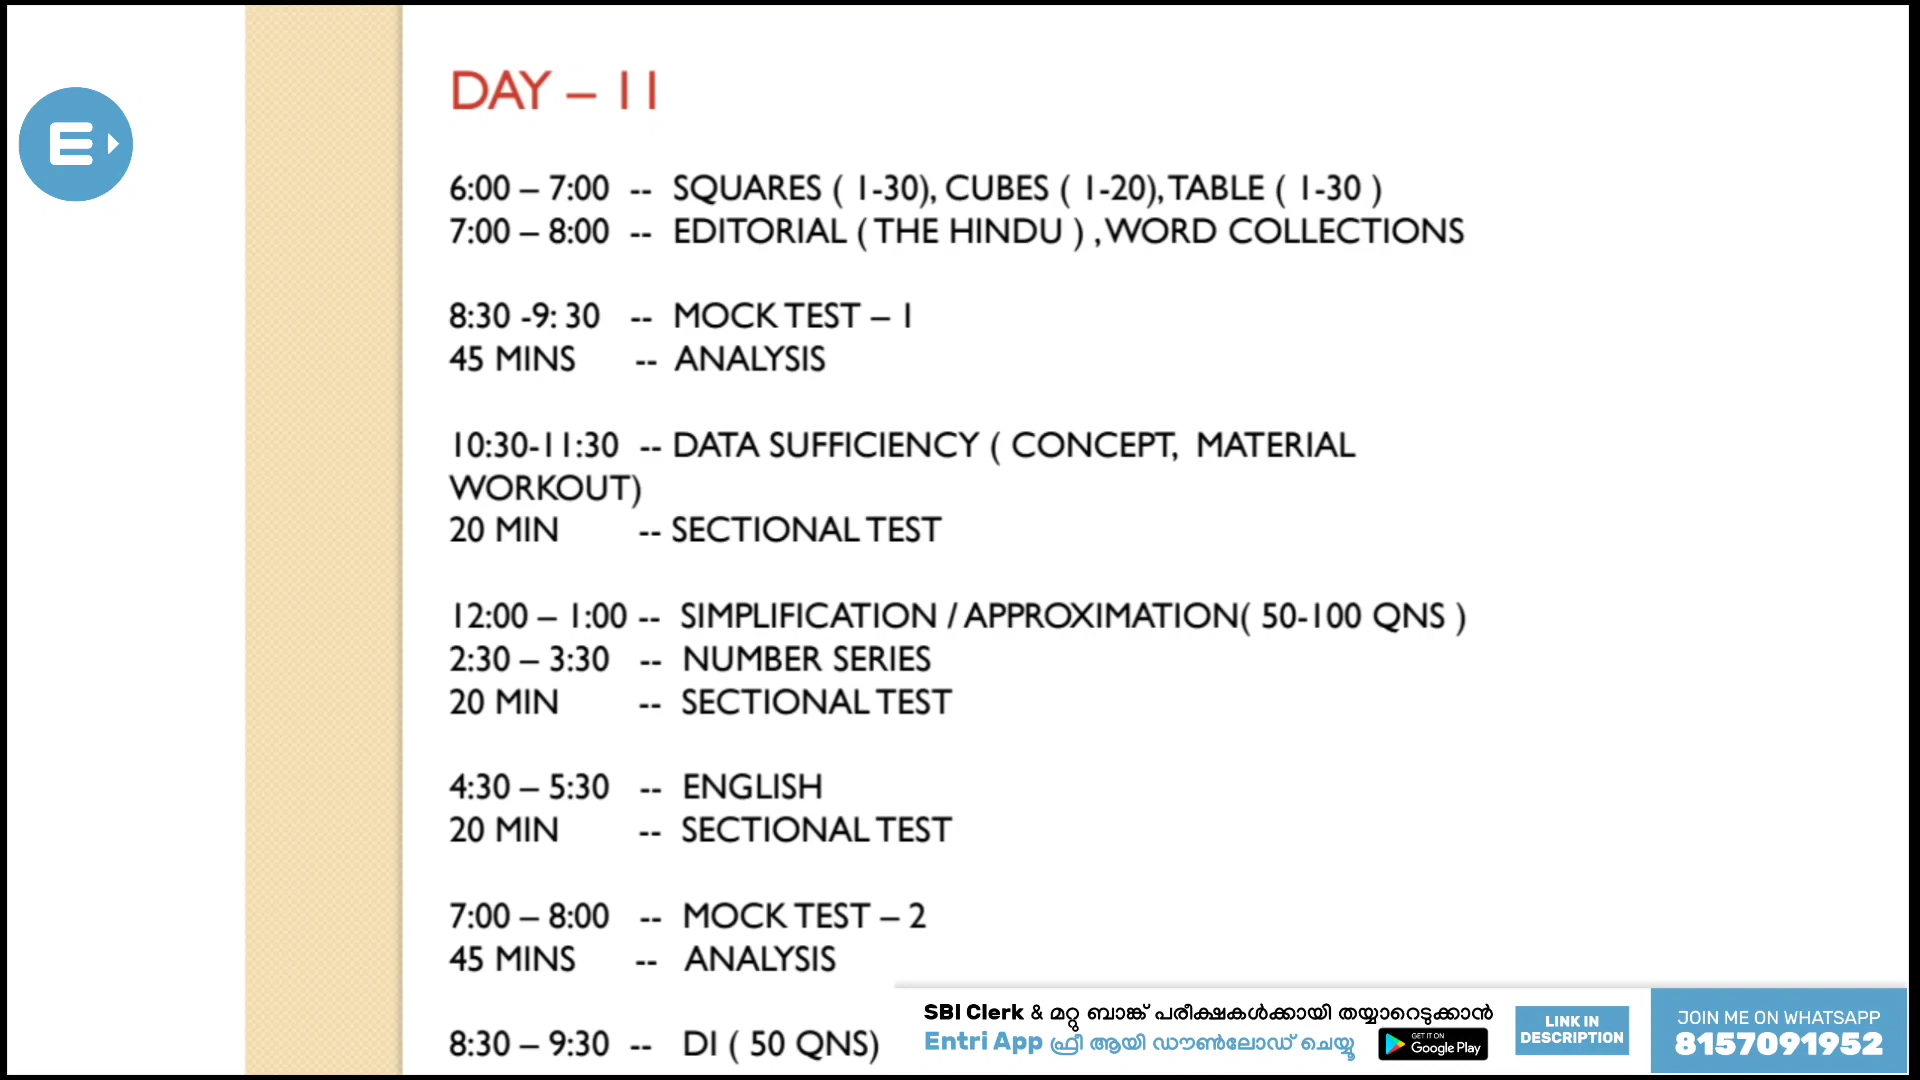 DAY – 11
E
6:00 – 7:00 -- SQUARES ( 1-30), CUBES ( 1-20), TABLE ( 1-30 )
7:00 – 8:00 -- EDITORIAL ( THE HINDU ) , WORD COLLECTIONS
8:30 -9: 30 -- MOCK TEST – 1
45 MINS -- ANALYSIS
10:30-11:30 -- DATA SUFFICIENCY ( CONCEPT, MATERIAL
WORKOUT)
20 MIN -- SECTIONAL TEST
12:00 – 1:00 -- SIMPLIFICATION / APPROXIMATION( 50-100 QNS )
2:30 – 3:30 -- NUMBER SERIES
20 MIN -- SECTIONAL TEST
4:30 – 5:30 -- ENGLISH
20 MIN -- SECTIONAL TEST
7:00 – 8:00 -- MOCK TEST – 2
45 MINS -- ANALYSIS
8:30 – 9:30 -- DI ( 50 QNS)
SBI Clerk & മറ്റു ബാങ്ക് പരീക്ഷകൾക്കായി തയ്യാറെടുക്കാൻ
Entri App ഫ്രീ ആയി ഡൗൺലോഡ് ചെയ്യൂ
GET IT ON
Google Play
LINK IN
DESCRIPTION
JOIN ME ON WHATSAPP
8157091952